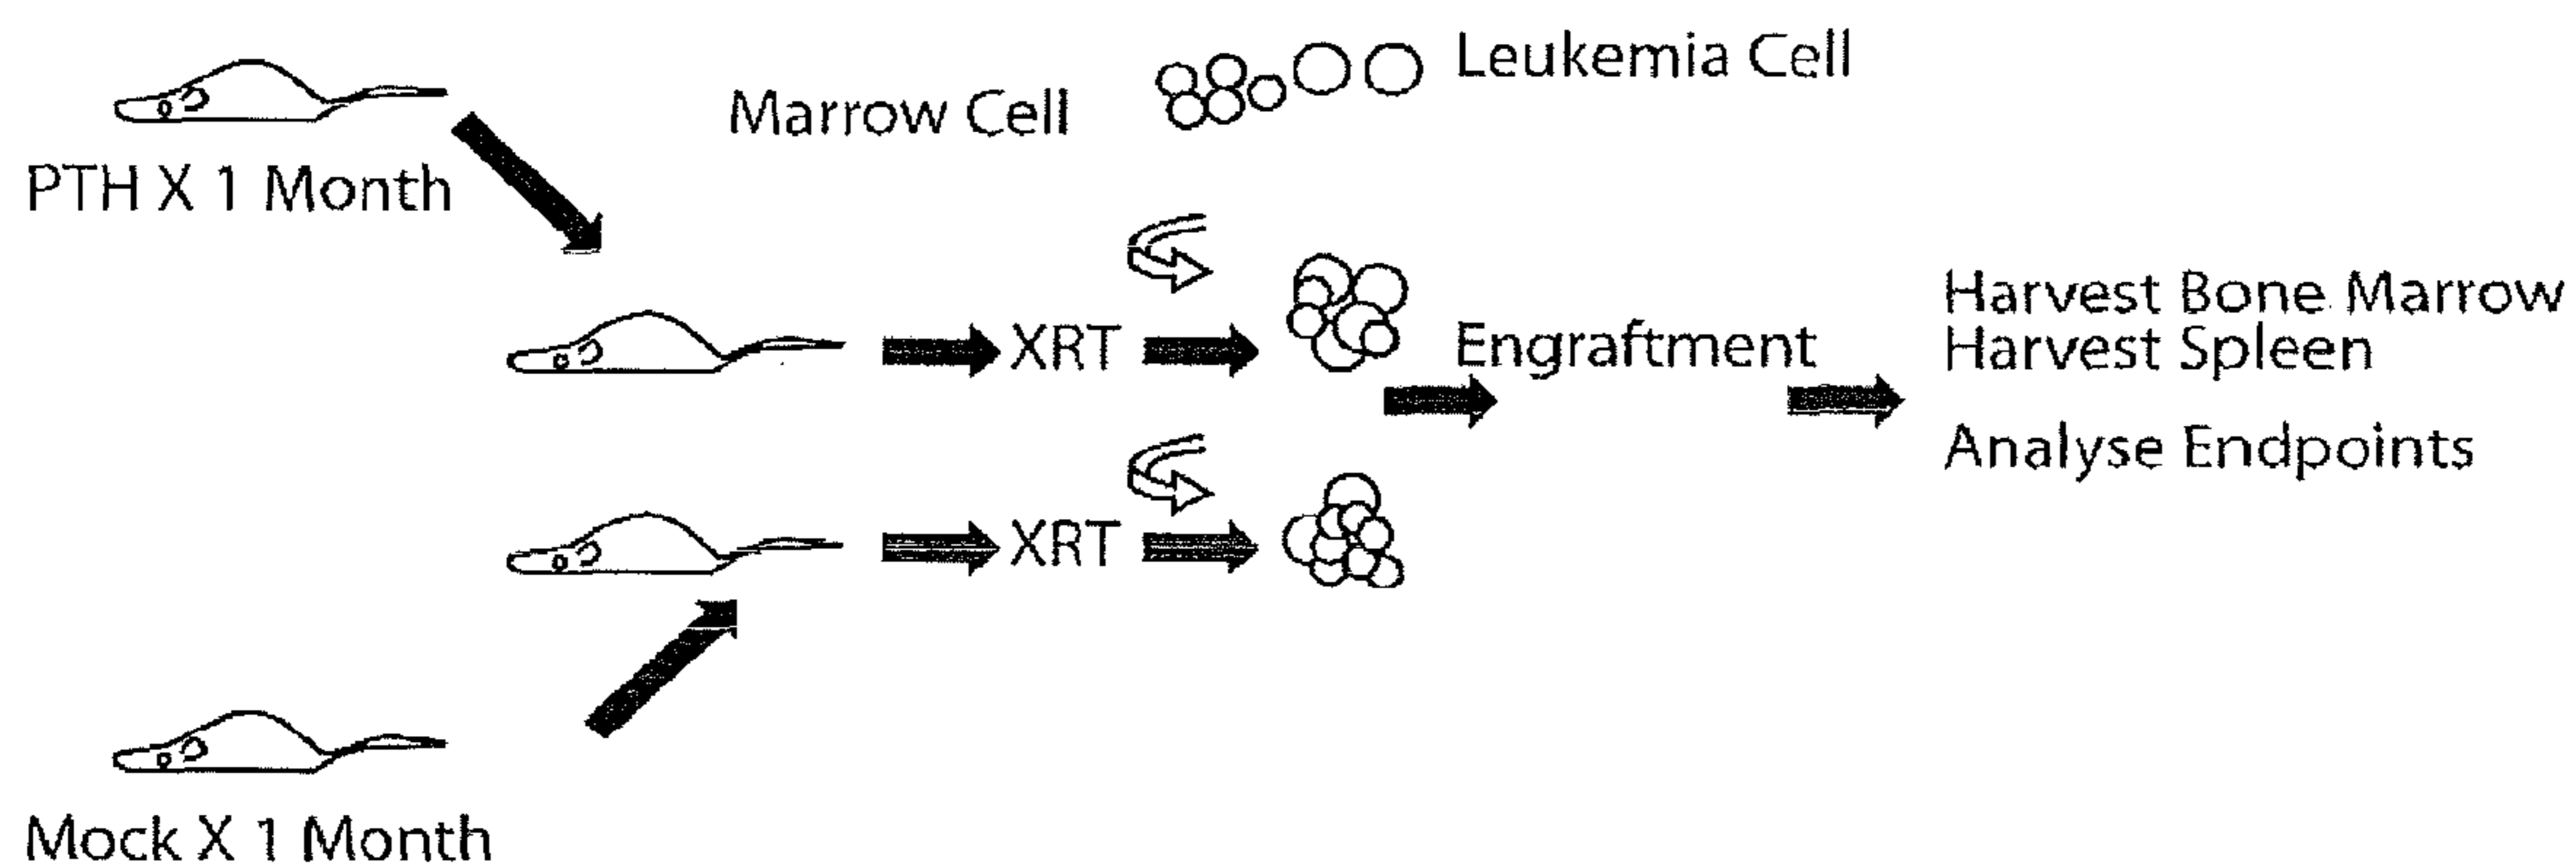 Leukemia Cell
Marrow Cell
PTH X 1 Month
Harvest Bone Marrow
XRT
Engraftment
Harvest Spleen
Analyse Endpoints
XRT
Mock X 1 Month